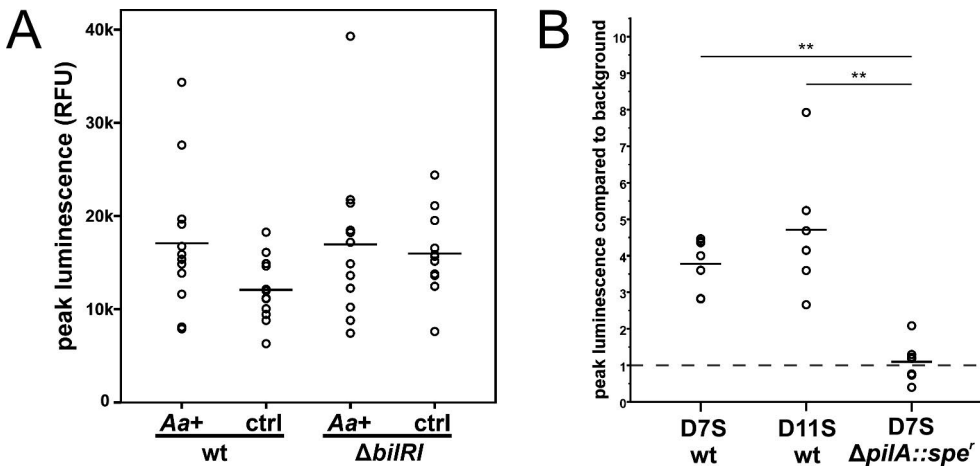 A
peak luminescence (RFU)
40k
30k
20k
10k
0
Aa+ ctrl Aa+ ctrl
wt ΔbilRI
B
peak luminescence compared to background
10
9
8
7
6
5
4
3
2
1
0
**
**
D7S D11S D7S
wt wt ΔpilA::speʳ